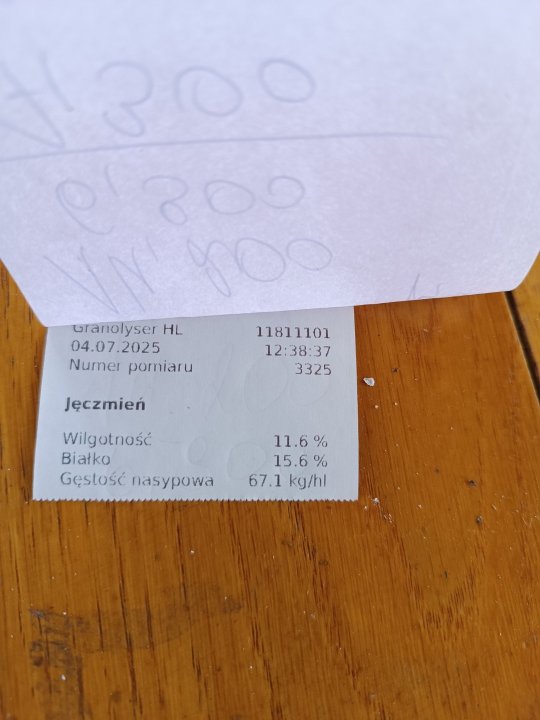 Granolyser HL 11811101
04.07.2025 12:38:37
Numer pomiaru 3325
Jęczmień
Wilgotność 11.6 %
Białko 15.6 %
Gęstość nasypowa 67.1 kg/hl